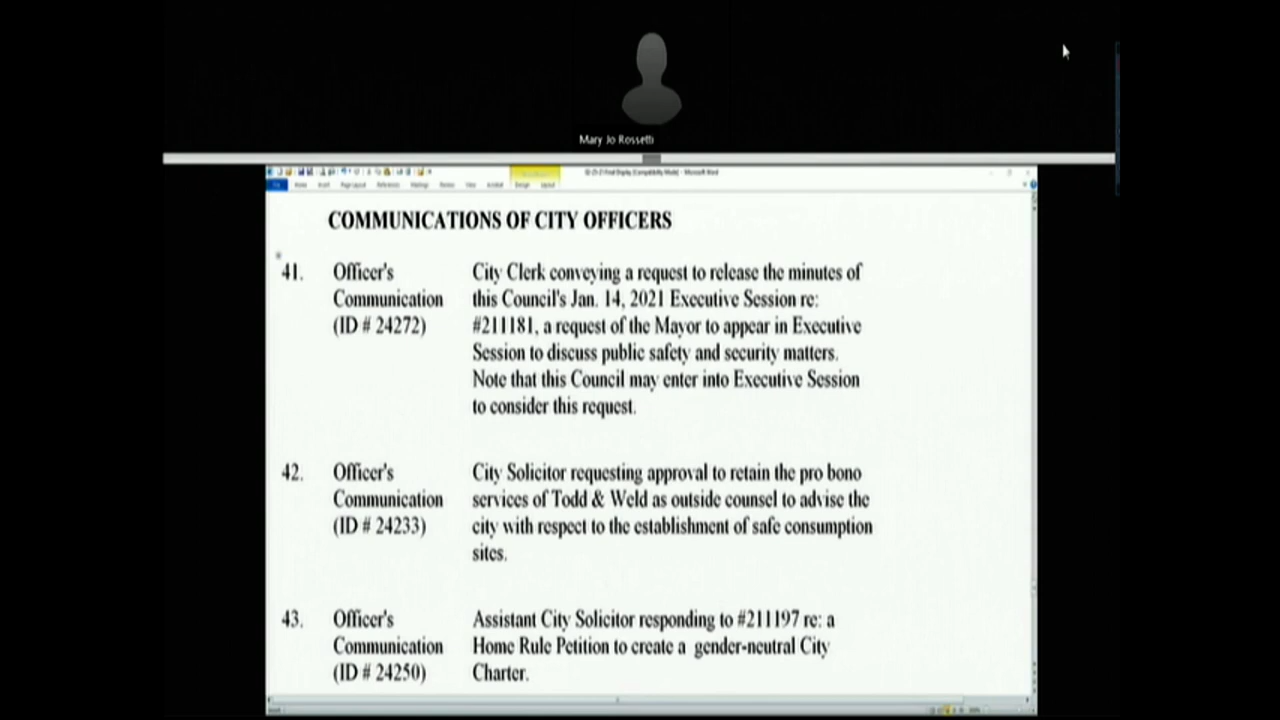 Mary Jo Rossetti
COMMUNICATIONS OF CITY OFFICERS
41. Officer's Communication (ID # 24272)
City Clerk conveying a request to release the minutes of
this Council's Jan. 14, 2021 Executive Session re:
#211181, a request of the Mayor to appear in Executive
Session to discuss public safety and security matters.
Note that this Council may enter into Executive Session
to consider this request.
42. Officer's Communication (ID # 24233)
City Solicitor requesting approval to retain the pro bono
services of Todd & Weld as outside counsel to advise the
city with respect to the establishment of safe consumption
sites.
43. Officer's Communication (ID # 24250)
Assistant City Solicitor responding to #211197 re: a
Home Rule Petition to create a gender-neutral City
Charter.